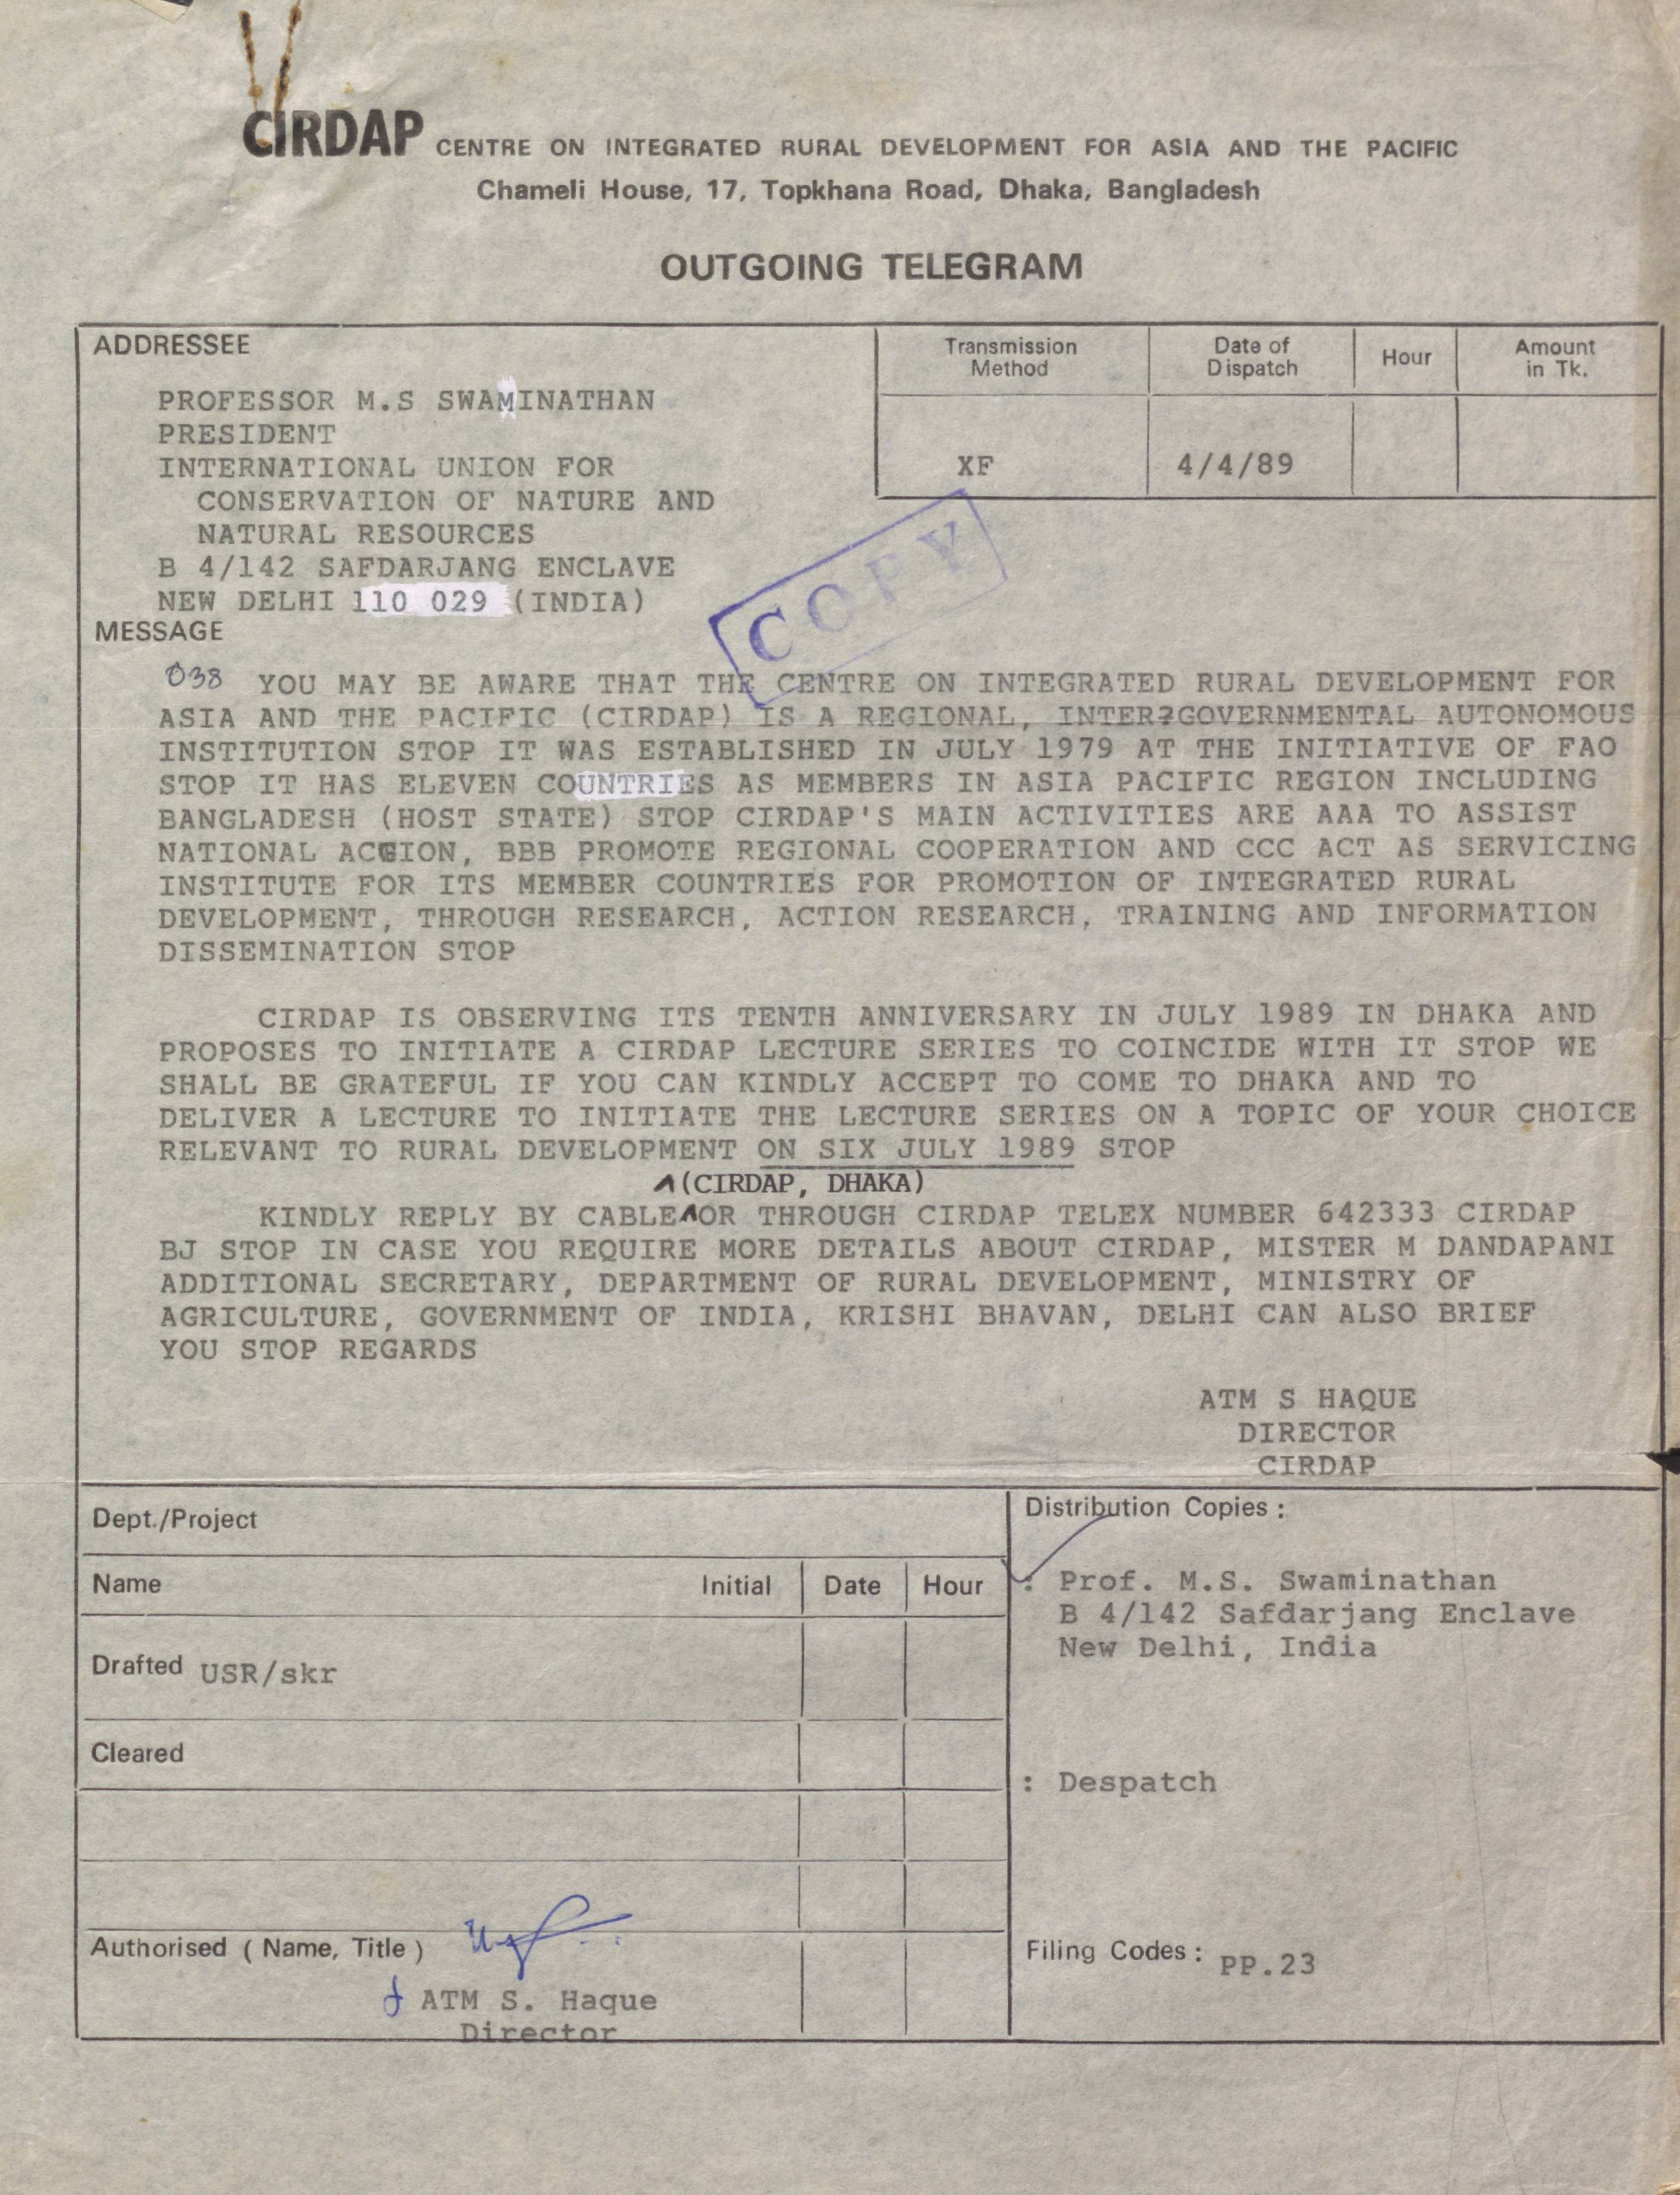 CIRDAP CENTRE ON INTEGRATED RURAL DEVELOPMENT FOR ASIA AND THE PACIFIC
Chameli House, 17, Topkhana Road, Dhaka, Bangladesh
OUTGOING TELEGRAM
ADDRESSEE
PROFESSOR M.S SWAMINATHAN
PRESIDENT
INTERNATIONAL UNION FOR
CONSERVATION OF NATURE AND
NATURAL RESOURCES
B 4/142 SAFDARJANG ENCLAVE
NEW DELHI 110 029 (INDIA)
Transmission Method
Date of Dispatch
Hour
Amount in Tk.
XF
4/4/89
COPY
MESSAGE
038 YOU MAY BE AWARE THAT THE CENTRE ON INTEGRATED RURAL DEVELOPMENT FOR
ASIA AND THE PACIFIC (CIRDAP) IS A REGIONAL, INTER?GOVERNMENTAL AUTONOMOUS
INSTITUTION STOP IT WAS ESTABLISHED IN JULY 1979 AT THE INITIATIVE OF FAO
STOP IT HAS ELEVEN COUNTRIES AS MEMBERS IN ASIA PACIFIC REGION INCLUDING
BANGLADESH (HOST STATE) STOP CIRDAP'S MAIN ACTIVITIES ARE AAA TO ASSIST
NATIONAL ACTION, BBB PROMOTE REGIONAL COOPERATION AND CCC ACT AS SERVICING
INSTITUTE FOR ITS MEMBER COUNTRIES FOR PROMOTION OF INTEGRATED RURAL
DEVELOPMENT, THROUGH RESEARCH, ACTION RESEARCH, TRAINING AND INFORMATION
DISSEMINATION STOP
CIRDAP IS OBSERVING ITS TENTH ANNIVERSARY IN JULY 1989 IN DHAKA AND
PROPOSES TO INITIATE A CIRDAP LECTURE SERIES TO COINCIDE WITH IT STOP WE
SHALL BE GRATEFUL IF YOU CAN KINDLY ACCEPT TO COME TO DHAKA AND TO
DELIVER A LECTURE TO INITIATE THE LECTURE SERIES ON A TOPIC OF YOUR CHOICE
RELEVANT TO RURAL DEVELOPMENT ON SIX JULY 1989 STOP
(CIRDAP, DHAKA)
KINDLY REPLY BY CABLE OR THROUGH CIRDAP TELEX NUMBER 642333 CIRDAP
BJ STOP IN CASE YOU REQUIRE MORE DETAILS ABOUT CIRDAP, MISTER M DANDAPANI
ADDITIONAL SECRETARY, DEPARTMENT OF RURAL DEVELOPMENT, MINISTRY OF
AGRICULTURE, GOVERNMENT OF INDIA, KRISHI BHAVAN, DELHI CAN ALSO BRIEF
YOU STOP REGARDS
ATM S HAQUE
DIRECTOR
CIRDAP
Dept./Project
Name Initial Date Hour
Drafted USR/skr
Cleared
Authorised ( Name, Title )
ATM S. Haque
Director
Distribution Copies :
: Prof. M.S. Swaminathan
B 4/142 Safdarjang Enclave
New Delhi, India
: Despatch
Filing Codes : PP.23